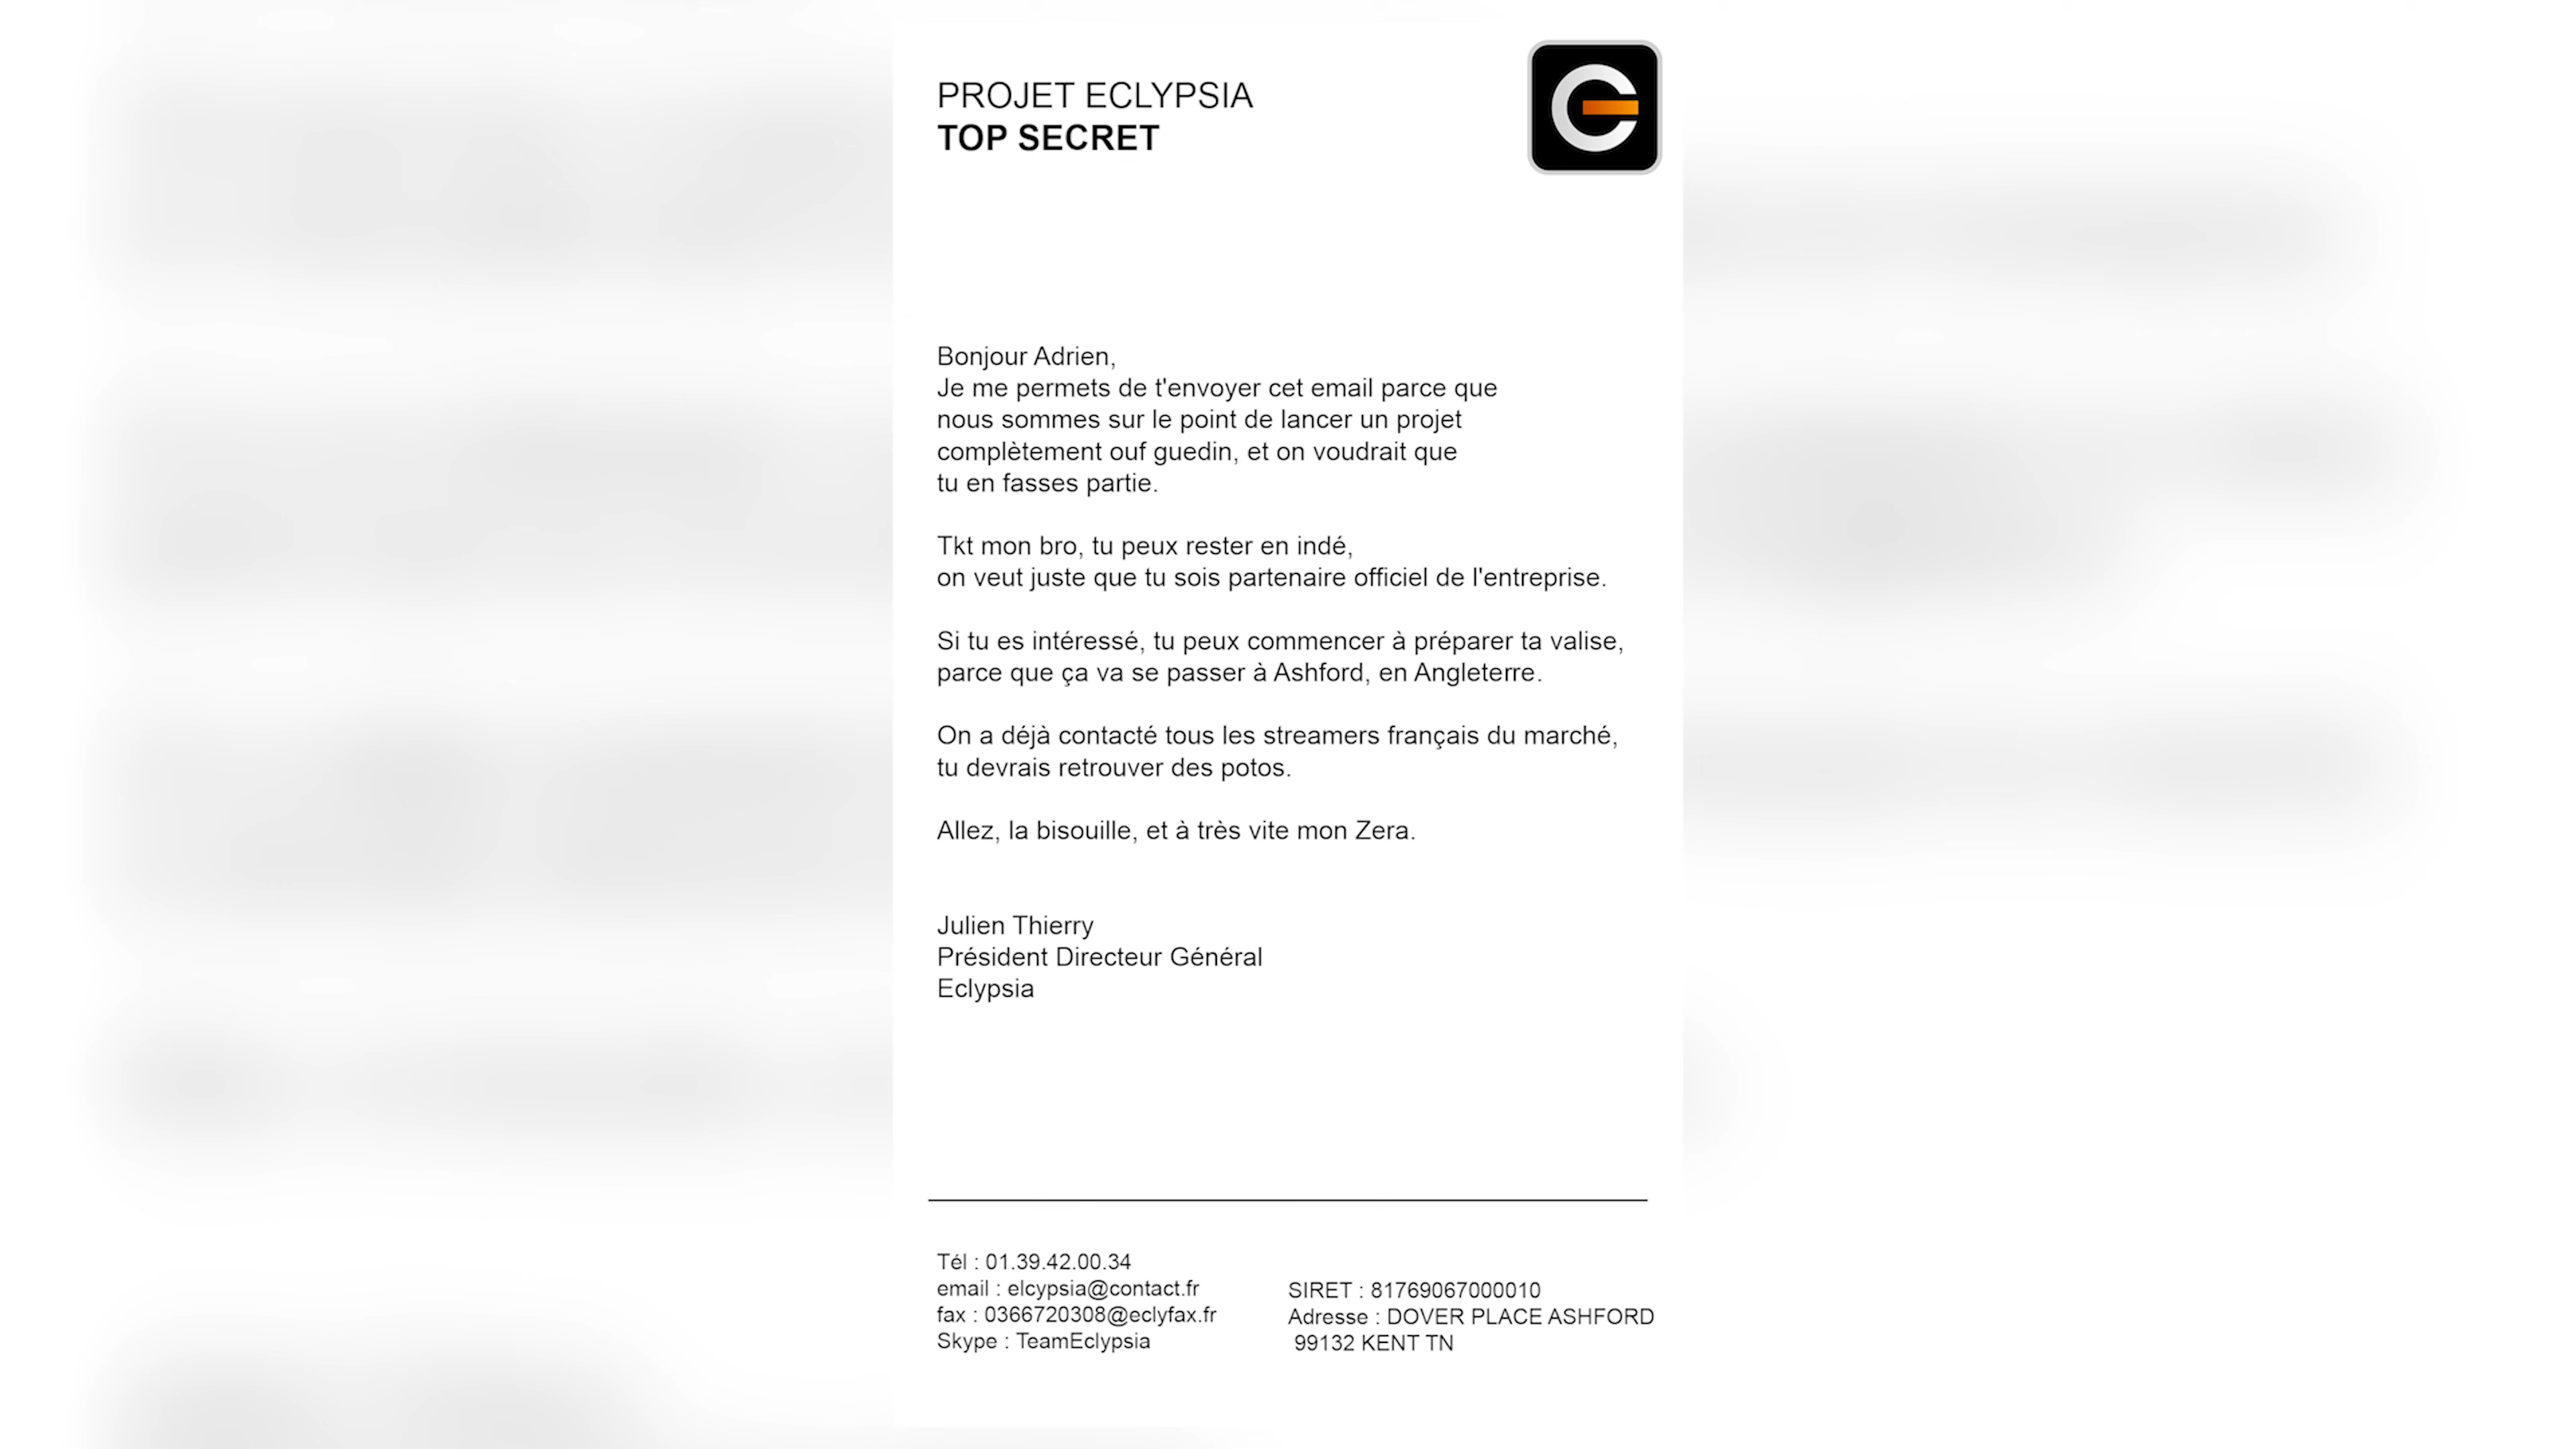 PROJET ECLYPSIA
TOP SECRET
Bonjour Adrien,
Je me permets de t'envoyer cet email parce que
nous sommes sur le point de lancer un projet
complètement ouf guedin, et on voudrait que
tu en fasses partie.
Tkt mon bro, tu peux rester en indé,
on veut juste que tu sois partenaire officiel de l'entreprise.
Si tu es intéressé, tu peux commencer à préparer ta valise,
parce que ça va se passer à Ashford, en Angleterre.
On a déjà contacté tous les streamers français du marché,
tu devrais retrouver des potos.
Allez, la bisouille, et à très vite mon Zera.
Julien Thierry
Président Directeur Général
Eclypsia
Tél : 01.39.42.00.34
email : elcypsia@contact.fr
fax : 0366720308@eclyfax.fr
Skype : TeamEclypsia
SIRET : 81769067000010
Adresse : DOVER PLACE ASHFORD
99132 KENT TN